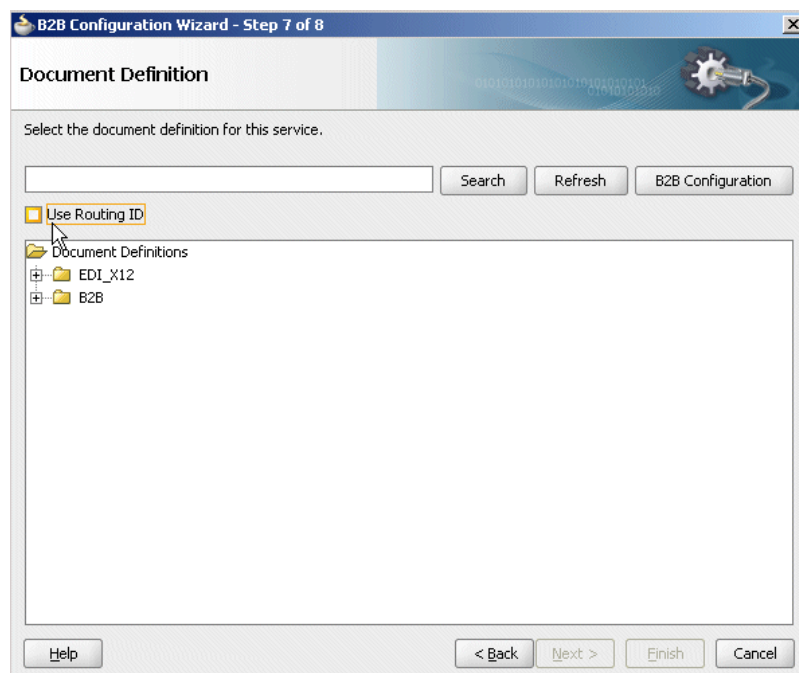 B2B Configuration Wizard - Step 7 of 8
Document Definition
Select the document definition for this service.
Search Refresh B2B Configuration
Use Routing ID
Document Definitions
EDI_X12
B2B
Help < Back Next > Finish Cancel